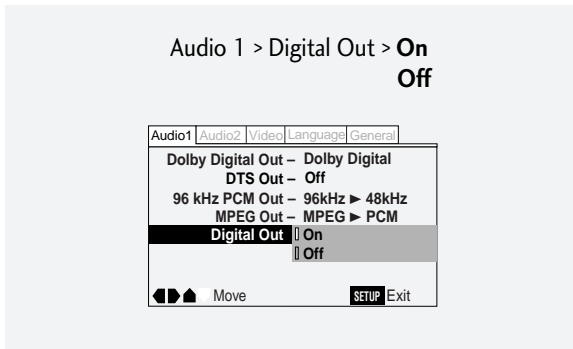 Audio 1 > Digital Out > On
Off
Audio1 Audio2 Video Language General
Dolby Digital Out – Dolby Digital
DTS Out – Off
96 kHz PCM Out – 96kHz ► 48kHz
MPEG Out – MPEG ► PCM
Digital Out On
Off
Move SETUP Exit